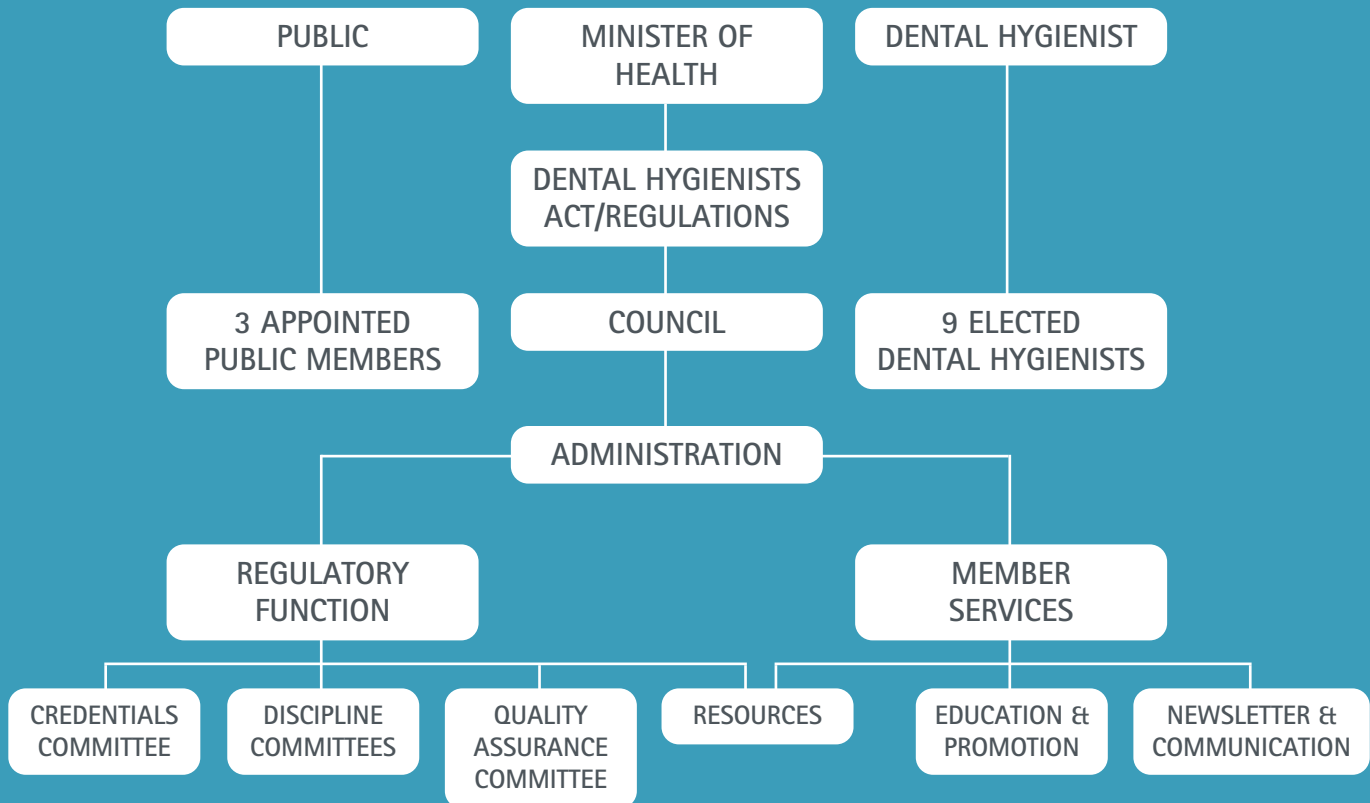 PUBLIC
MINISTER OF
HEALTH
DENTAL HYGIENIST
DENTAL HYGIENISTS
ACT/REGULATIONS
3 APPOINTED
PUBLIC MEMBERS
COUNCIL
9 ELECTED
DENTAL HYGIENISTS
ADMINISTRATION
REGULATORY
FUNCTION
MEMBER
SERVICES
CREDENTIALS
COMMITTEE
DISCIPLINE
COMMITTEES
QUALITY
ASSURANCE
COMMITTEE
RESOURCES
EDUCATION &
PROMOTION
NEWSLETTER &
COMMUNICATION